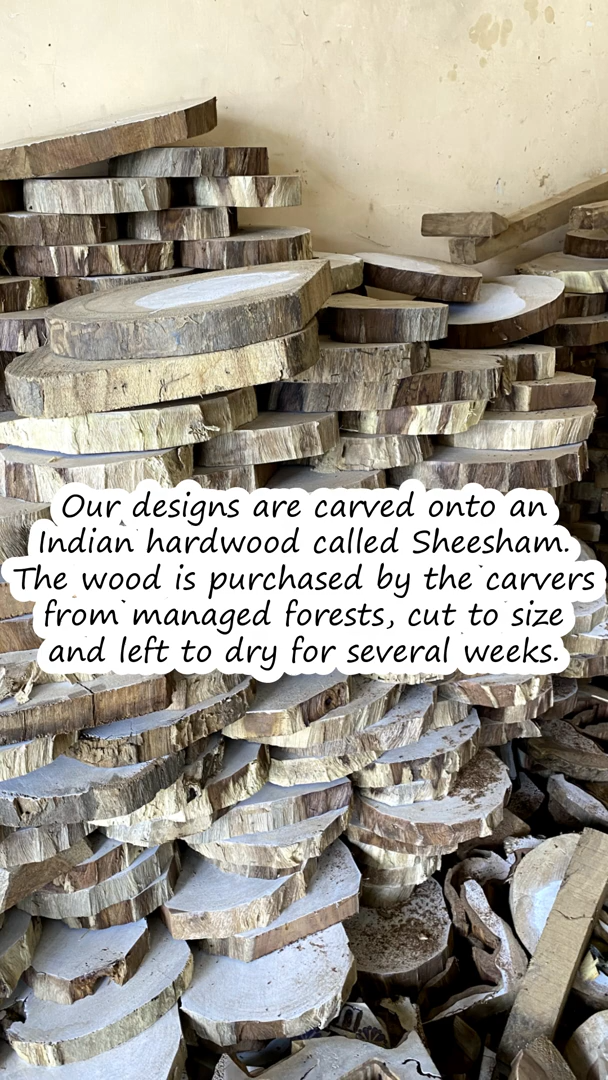 Our designs are carved onto an
Indian hardwood called Sheesham.
The wood is purchased by the carvers
from managed forests, cut to size
and left to dry for several weeks.